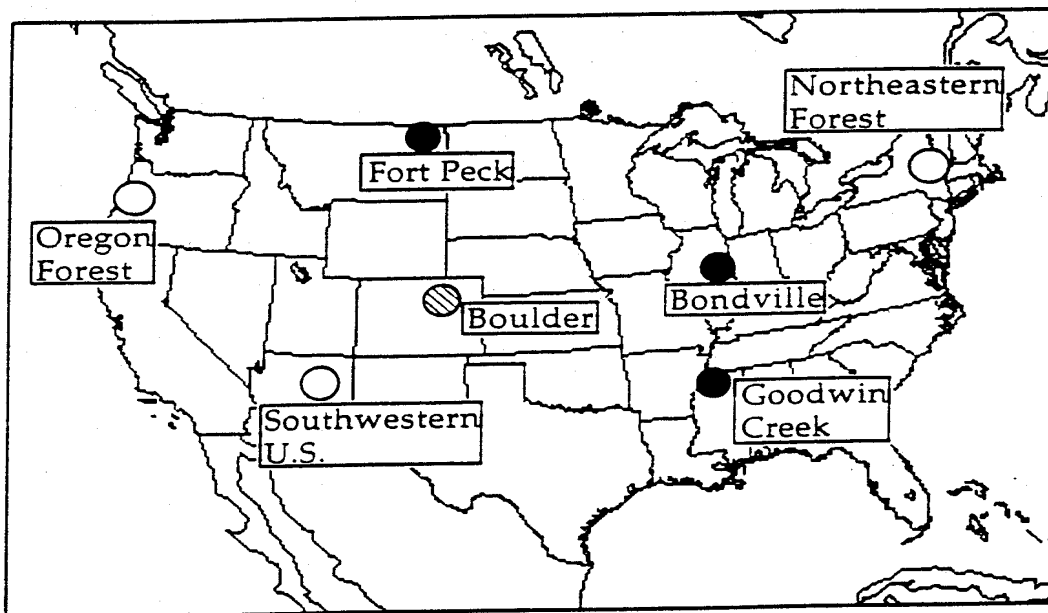 Northeastern
Forest
Fort Peck
Oregon
Forest
Bondville
Boulder
Goodwin
Creek
Southwestern
U.S.